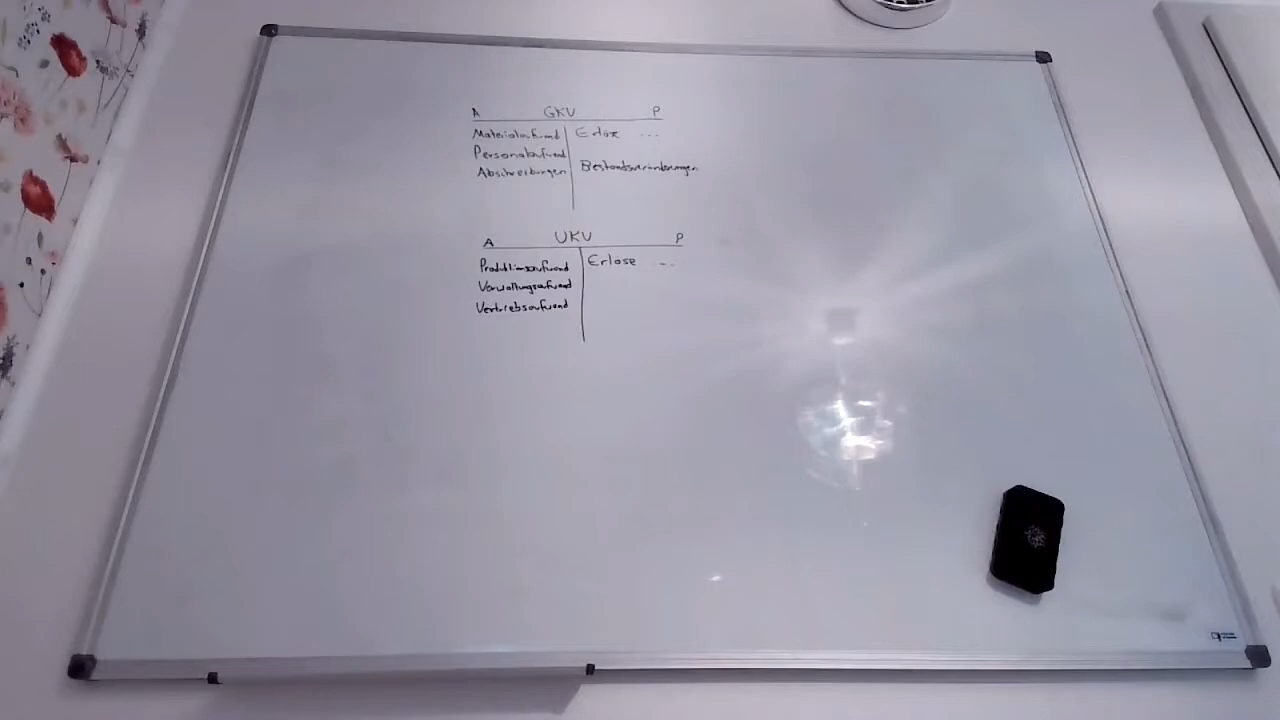 A GKV P
Materialaufwand Erlöse ...
Personalaufwand
Abschreibungen Bestandsveränderungen
A UKV P
Produktionsaufwand Erlöse ...
Verwaltungsaufwand
Vertriebsaufwand